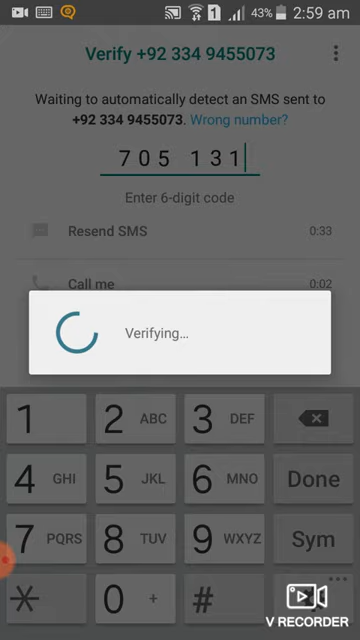 1 43% 2:59 am
Verify +92 334 9455073
Waiting to automatically detect an SMS sent to
+92 334 9455073. Wrong number?
705 131
Enter 6-digit code
Resend SMS 0:33
Call me 0:02
Verifying...
1 2 ABC 3 DEF
4 GHI 5 JKL 6 MNO Done
7 PQRS 8 TUV 9 WXYZ Sym
* 0 + #
V RECORDER